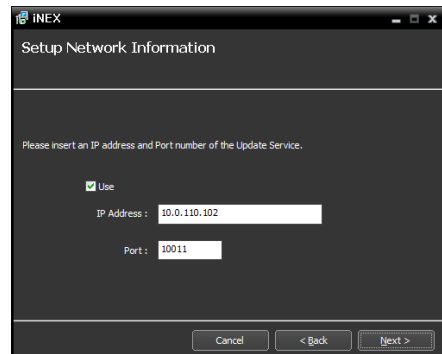 iNEX
Setup Network Information
Please insert an IP address and Port number of the Update Service.
Use
IP Address : 10.0.110.102
Port : 10011
Cancel < Back Next >